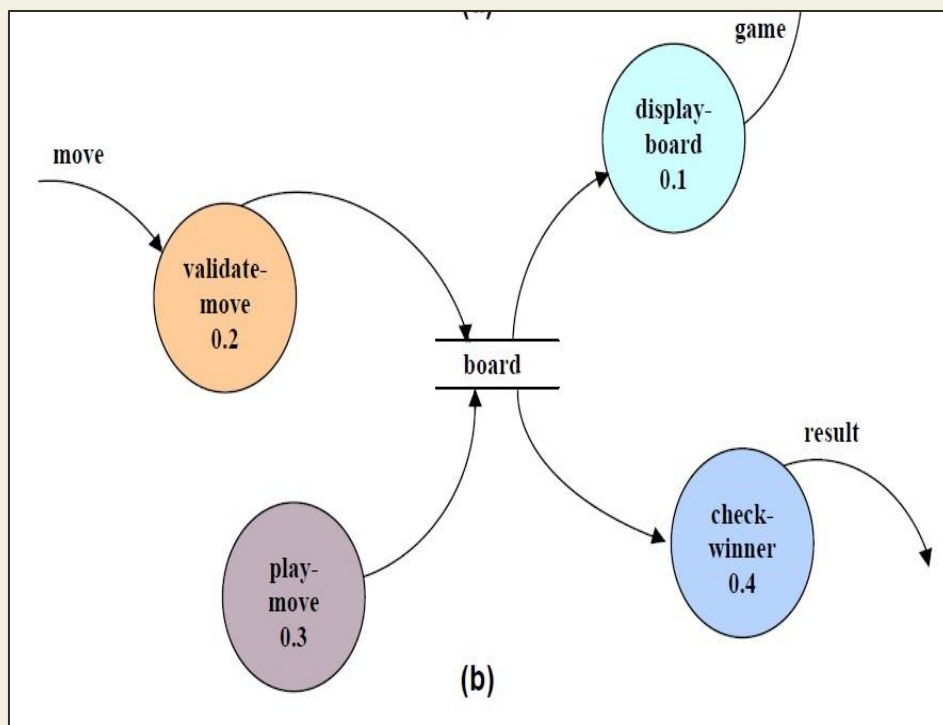 game
display-
board
0.1
move
validate-
move
0.2
board
result
check-
winner
0.4
play-
move
0.3
(b)